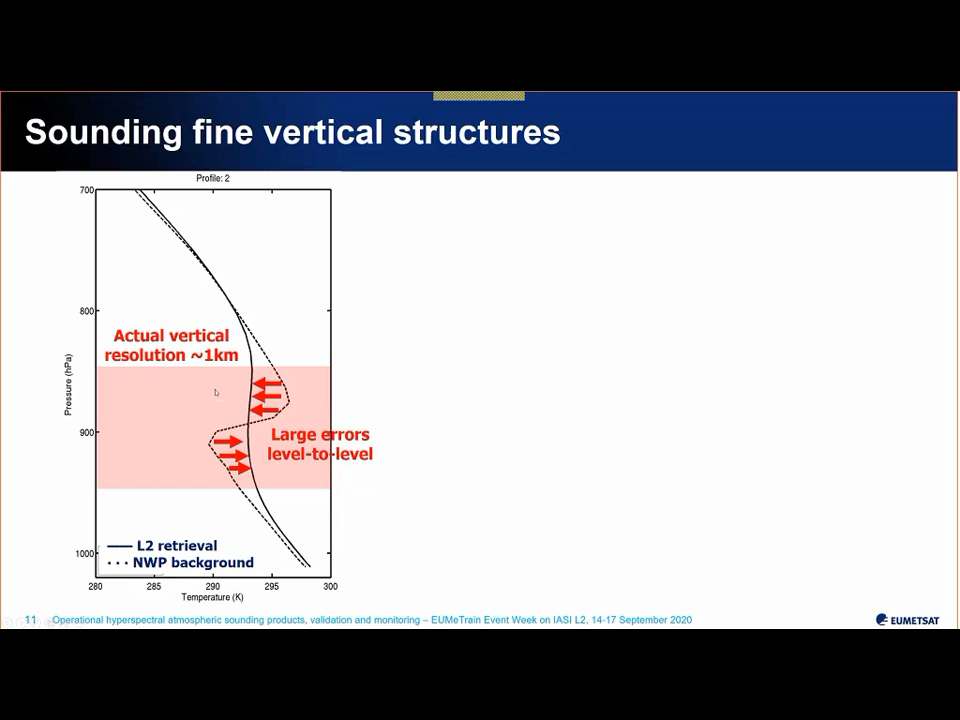 Sounding fine vertical structures
Profile: 2
700
800
900
1000
Pressure (hPa)
Actual vertical
resolution ~1km
Large errors
level-to-level
L2 retrieval
NWP background
280
285
290
295
300
Temperature (K)
11 Operational hyperspectral atmospheric sounding products, validation and monitoring – EUMeTrain Event Week on IASI L2, 14-17 September 2020
EUMETSAT